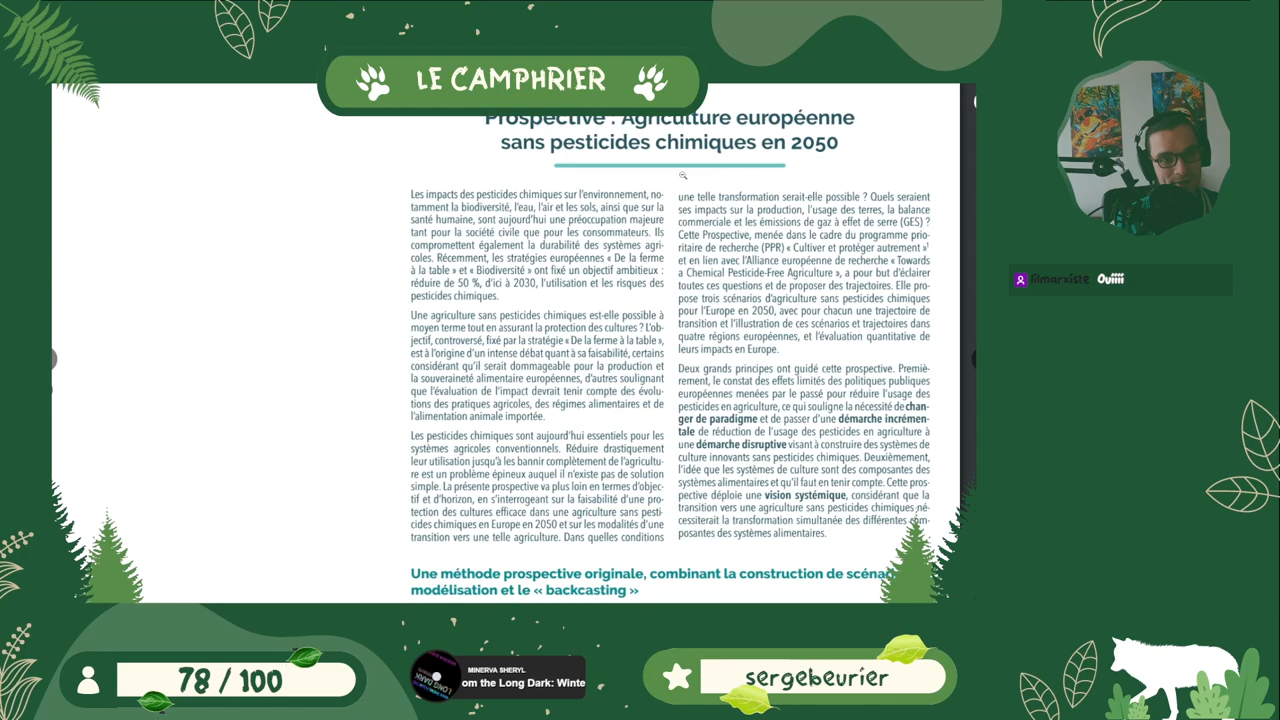 LE CAMPHRIER
Prospective : Agriculture européenne
sans pesticides chimiques en 2050
Les impacts des pesticides chimiques sur l'environnement, no-
tamment la biodiversité, l'eau, l'air et les sols, ainsi que sur la
santé humaine, sont aujourd'hui une préoccupation majeure
tant pour la société civile que pour les consommateurs. Ils
compromettent également la durabilité des systèmes agri-
coles. Récemment, les stratégies européennes « De la ferme
à la table » et « Biodiversité » ont fixé un objectif ambitieux :
réduire de 50 %, d'ici à 2030, l'utilisation et les risques des
pesticides chimiques.
Une agriculture sans pesticides chimiques est-elle possible à
moyen terme tout en assurant la protection des cultures ? L'ob-
jectif, controversé, fixé par la stratégie « De la ferme à la table »,
est à l'origine d'un intense débat quant à sa faisabilité, certains
considérant qu'il serait dommageable pour la production et
la souveraineté alimentaire européennes, d'autres soulignant
que l'évaluation de l'impact devrait tenir compte des évolu-
tions des pratiques agricoles, des régimes alimentaires et de
l'alimentation animale importée.
Les pesticides chimiques sont aujourd'hui essentiels pour les
systèmes agricoles conventionnels. Réduire drastiquement
leur utilisation jusqu'à les bannir complètement de l'agricultu-
re est un problème épineux auquel il n'existe pas de solution
simple. La présente prospective va plus loin en termes d'objec-
tif et d'horizon, en s'interrogeant sur la faisabilité d'une pro-
tection des cultures efficace dans une agriculture sans pesti-
cides chimiques en Europe en 2050 et sur les modalités d'une
transition vers une telle agriculture. Dans quelles conditions
une telle transformation serait-elle possible ? Quels seraient
ses impacts sur la production, l'usage des terres, la balance
commerciale et les émissions de gaz à effet de serre (GES) ?
Cette Prospective, menée dans le cadre du programme prio-
ritaire de recherche (PPR) « Cultiver et protéger autrement »¹
et en lien avec l'Alliance européenne de recherche « Towards
a Chemical Pesticide-Free Agriculture », a pour but d'éclairer
toutes ces questions et de proposer des trajectoires. Elle pro-
pose trois scénarios d'agriculture sans pesticides chimiques
pour l'Europe en 2050, avec pour chacun une trajectoire de
transition et l'illustration de ces scénarios et trajectoires dans
quatre régions européennes, et l'évaluation quantitative de
leurs impacts en Europe.
Deux grands principes ont guidé cette prospective. Premiè-
rement, le constat des effets limités des politiques publiques
européennes menées par le passé pour réduire l'usage des
pesticides en agriculture, ce qui souligne la nécessité de chan-
ger de paradigme et de passer d'une démarche incrémen-
tale de réduction de l'usage des pesticides en agriculture à
une démarche disruptive visant à construire des systèmes de
culture innovants sans pesticides chimiques. Deuxièmement,
l'idée que les systèmes de culture sont des composantes des
systèmes alimentaires et qu'il faut en tenir compte. Cette pros-
pective déploie une vision systémique, considérant que la
transition vers une agriculture sans pesticides chimiques né-
cessiterait la transformation simultanée des différentes com-
posantes des systèmes alimentaires.
Une méthode prospective originale, combinant la construction de scéna
modélisation et le « backcasting »
filmarxiste Ouiiii
78 / 100
MINERVA SHERYL
om the Long Dark: Winte
LONG DARK
sergebeurier